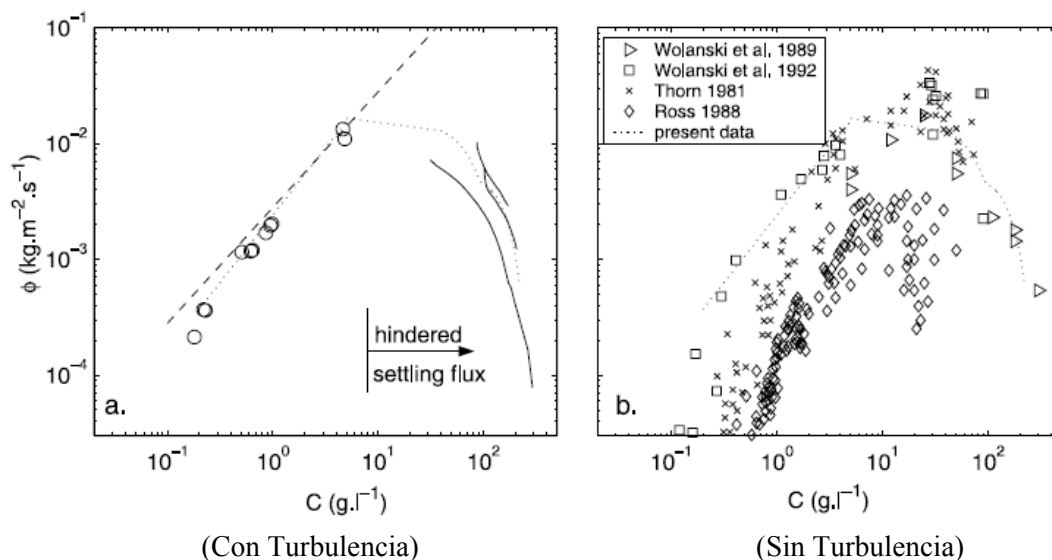 10⁻¹
10⁻²
10⁻³
10⁻⁴
ϕ (kg.m⁻².s⁻¹)
hindered
settling flux
a.
10⁻¹ 10⁰ 10¹ 10²
C (g.l⁻¹)
(Con Turbulencia)
Wolanski et al, 1989
Wolanski et al, 1992
Thorn 1981
Ross 1988
present data
b.
10⁻¹ 10⁰ 10¹ 10²
C (g.l⁻¹)
(Sin Turbulencia)